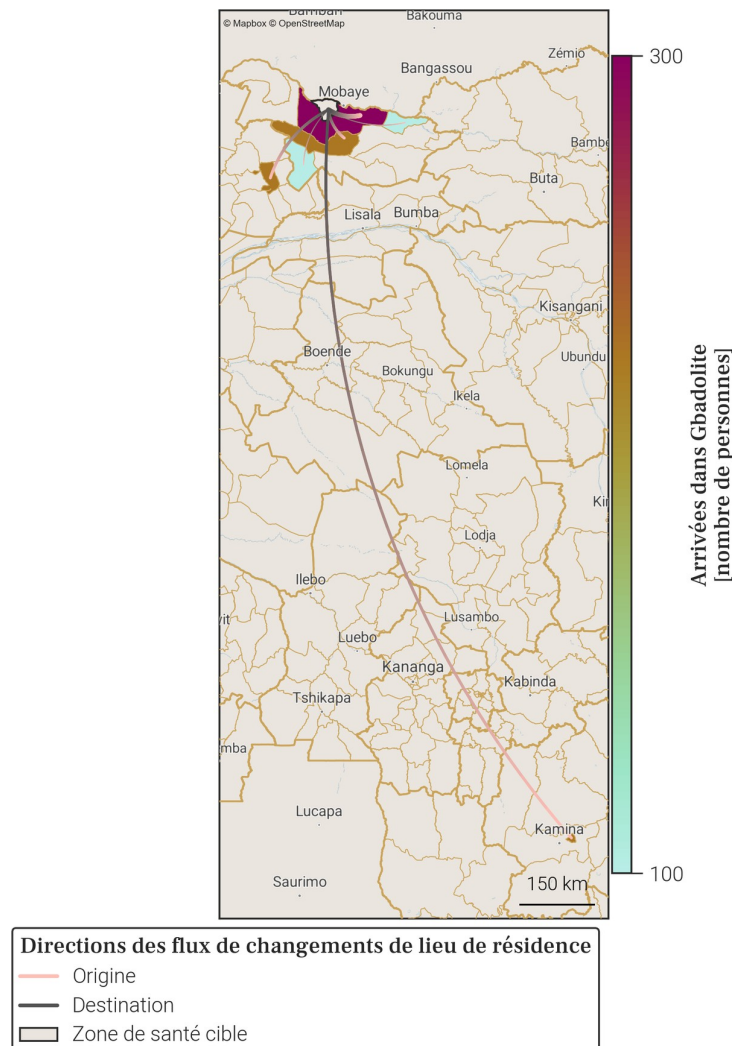 Bakouma
© Mapbox © OpenStreetMap
Zémio
Bangassou
Mobaye
Buta
Lisala
Bumba
Kisangani
Boende
Ubundu
Bokungu
Ikela
Lomela
Lodja
Ilebo
Lusambo
Luebo
Kananga
Kabinda
Tshikapa
Lucapa
Kamina
Saurimo
150 km
300
100
Arrivées dans Gbadolite
[nombre de personnes]
Directions des flux de changements de lieu de résidence
Origine
Destination
Zone de santé cible